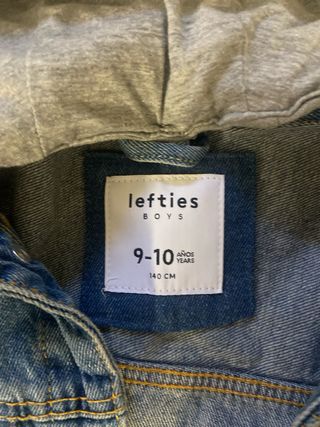 lefties
BOYS
9-10 AÑOS
YEARS
140 CM